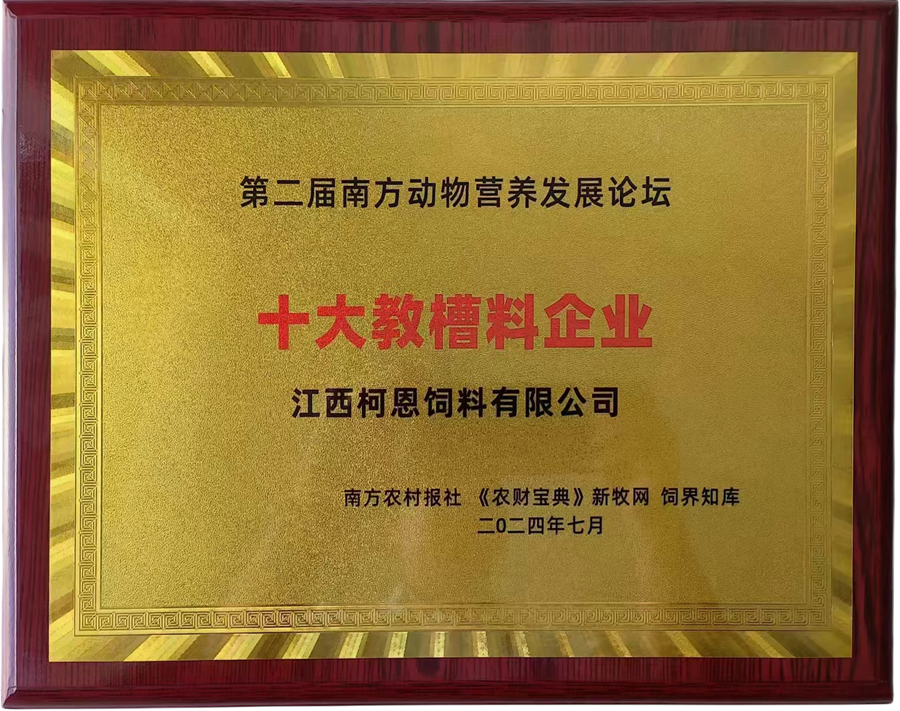 第二届南方动物营养发展论坛
十大教槽料企业
江西柯恩饲料有限公司
南方农村报社 《农财宝典》新牧网 饲界知库
二0二四年七月